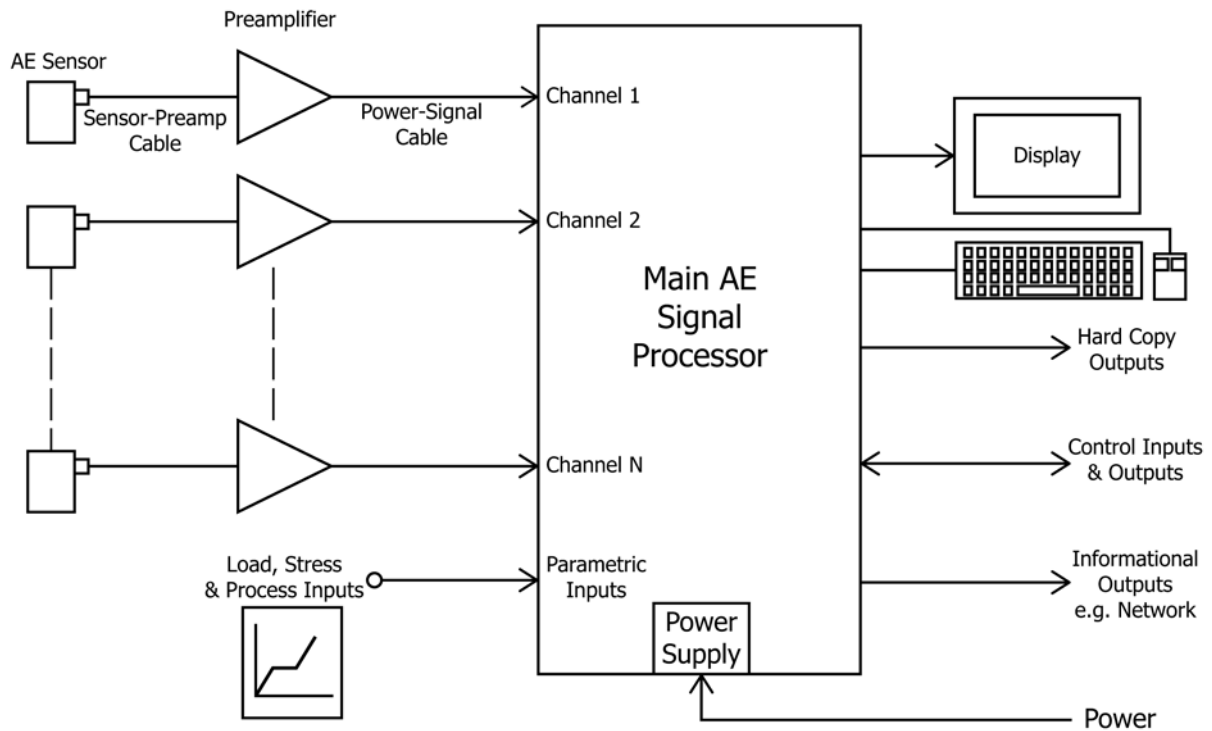 Preamplifier
AE Sensor
Sensor-Preamp
Cable
Power-Signal
Cable
Channel 1
Channel 2
Channel N
Main AE
Signal
Processor
Load, Stress
& Process Inputs
Parametric
Inputs
Power
Supply
Display
Hard Copy
Outputs
Control Inputs
& Outputs
Informational
Outputs
e.g. Network
Power